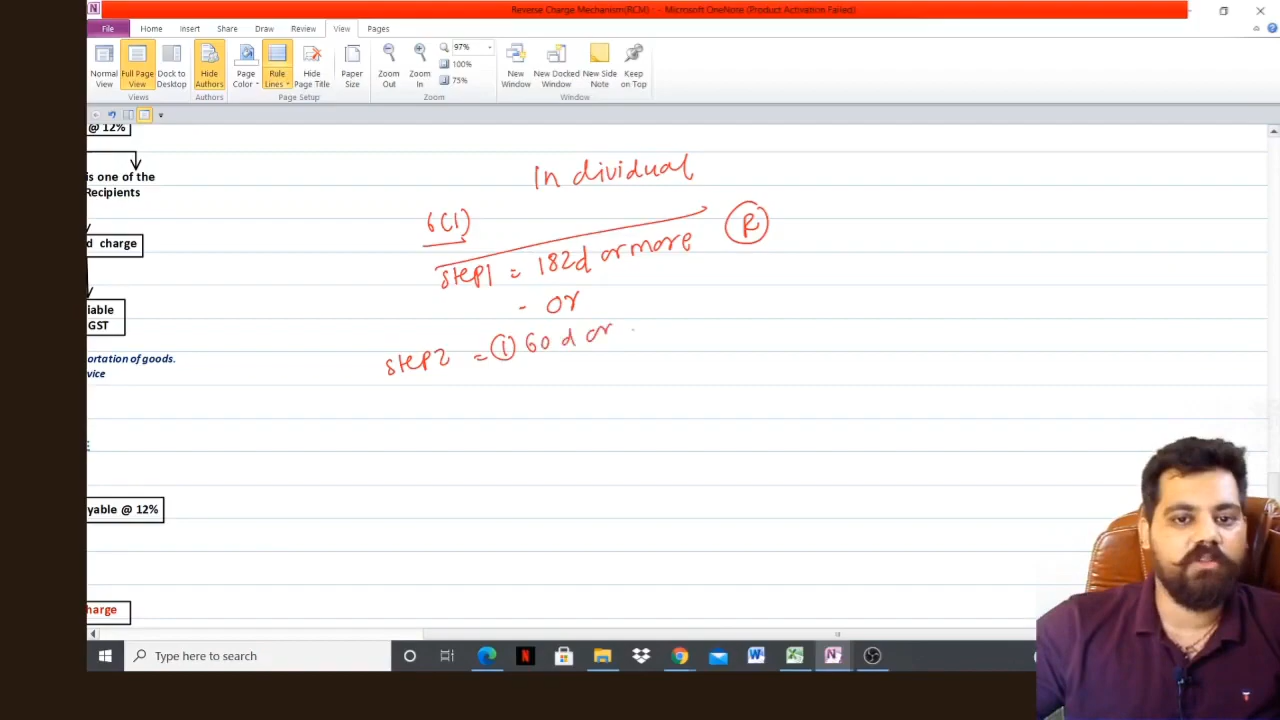 Reverse Charge Mechanism(RCM) : - Microsoft OneNote (Product Activation Failed)
File Home Insert Share Draw Review View Pages
Normal View
Full Page View
Dock to Desktop
Hide Authors
Page Color
Rule Lines
Hide Page Title
Paper Size
Zoom Out
Zoom In
97%
100%
75%
New Window
New Docked Window
New Side Note
Keep on Top
Views Authors Page Setup Zoom Window
@ 12%
is one of the
Recipients
d charge
iable
GST
ortation of goods.
vice
yable @ 12%
harge
Individual
6(1)
step1 = 182d or more R
- or
step2 = 1 60 d or
Type here to search